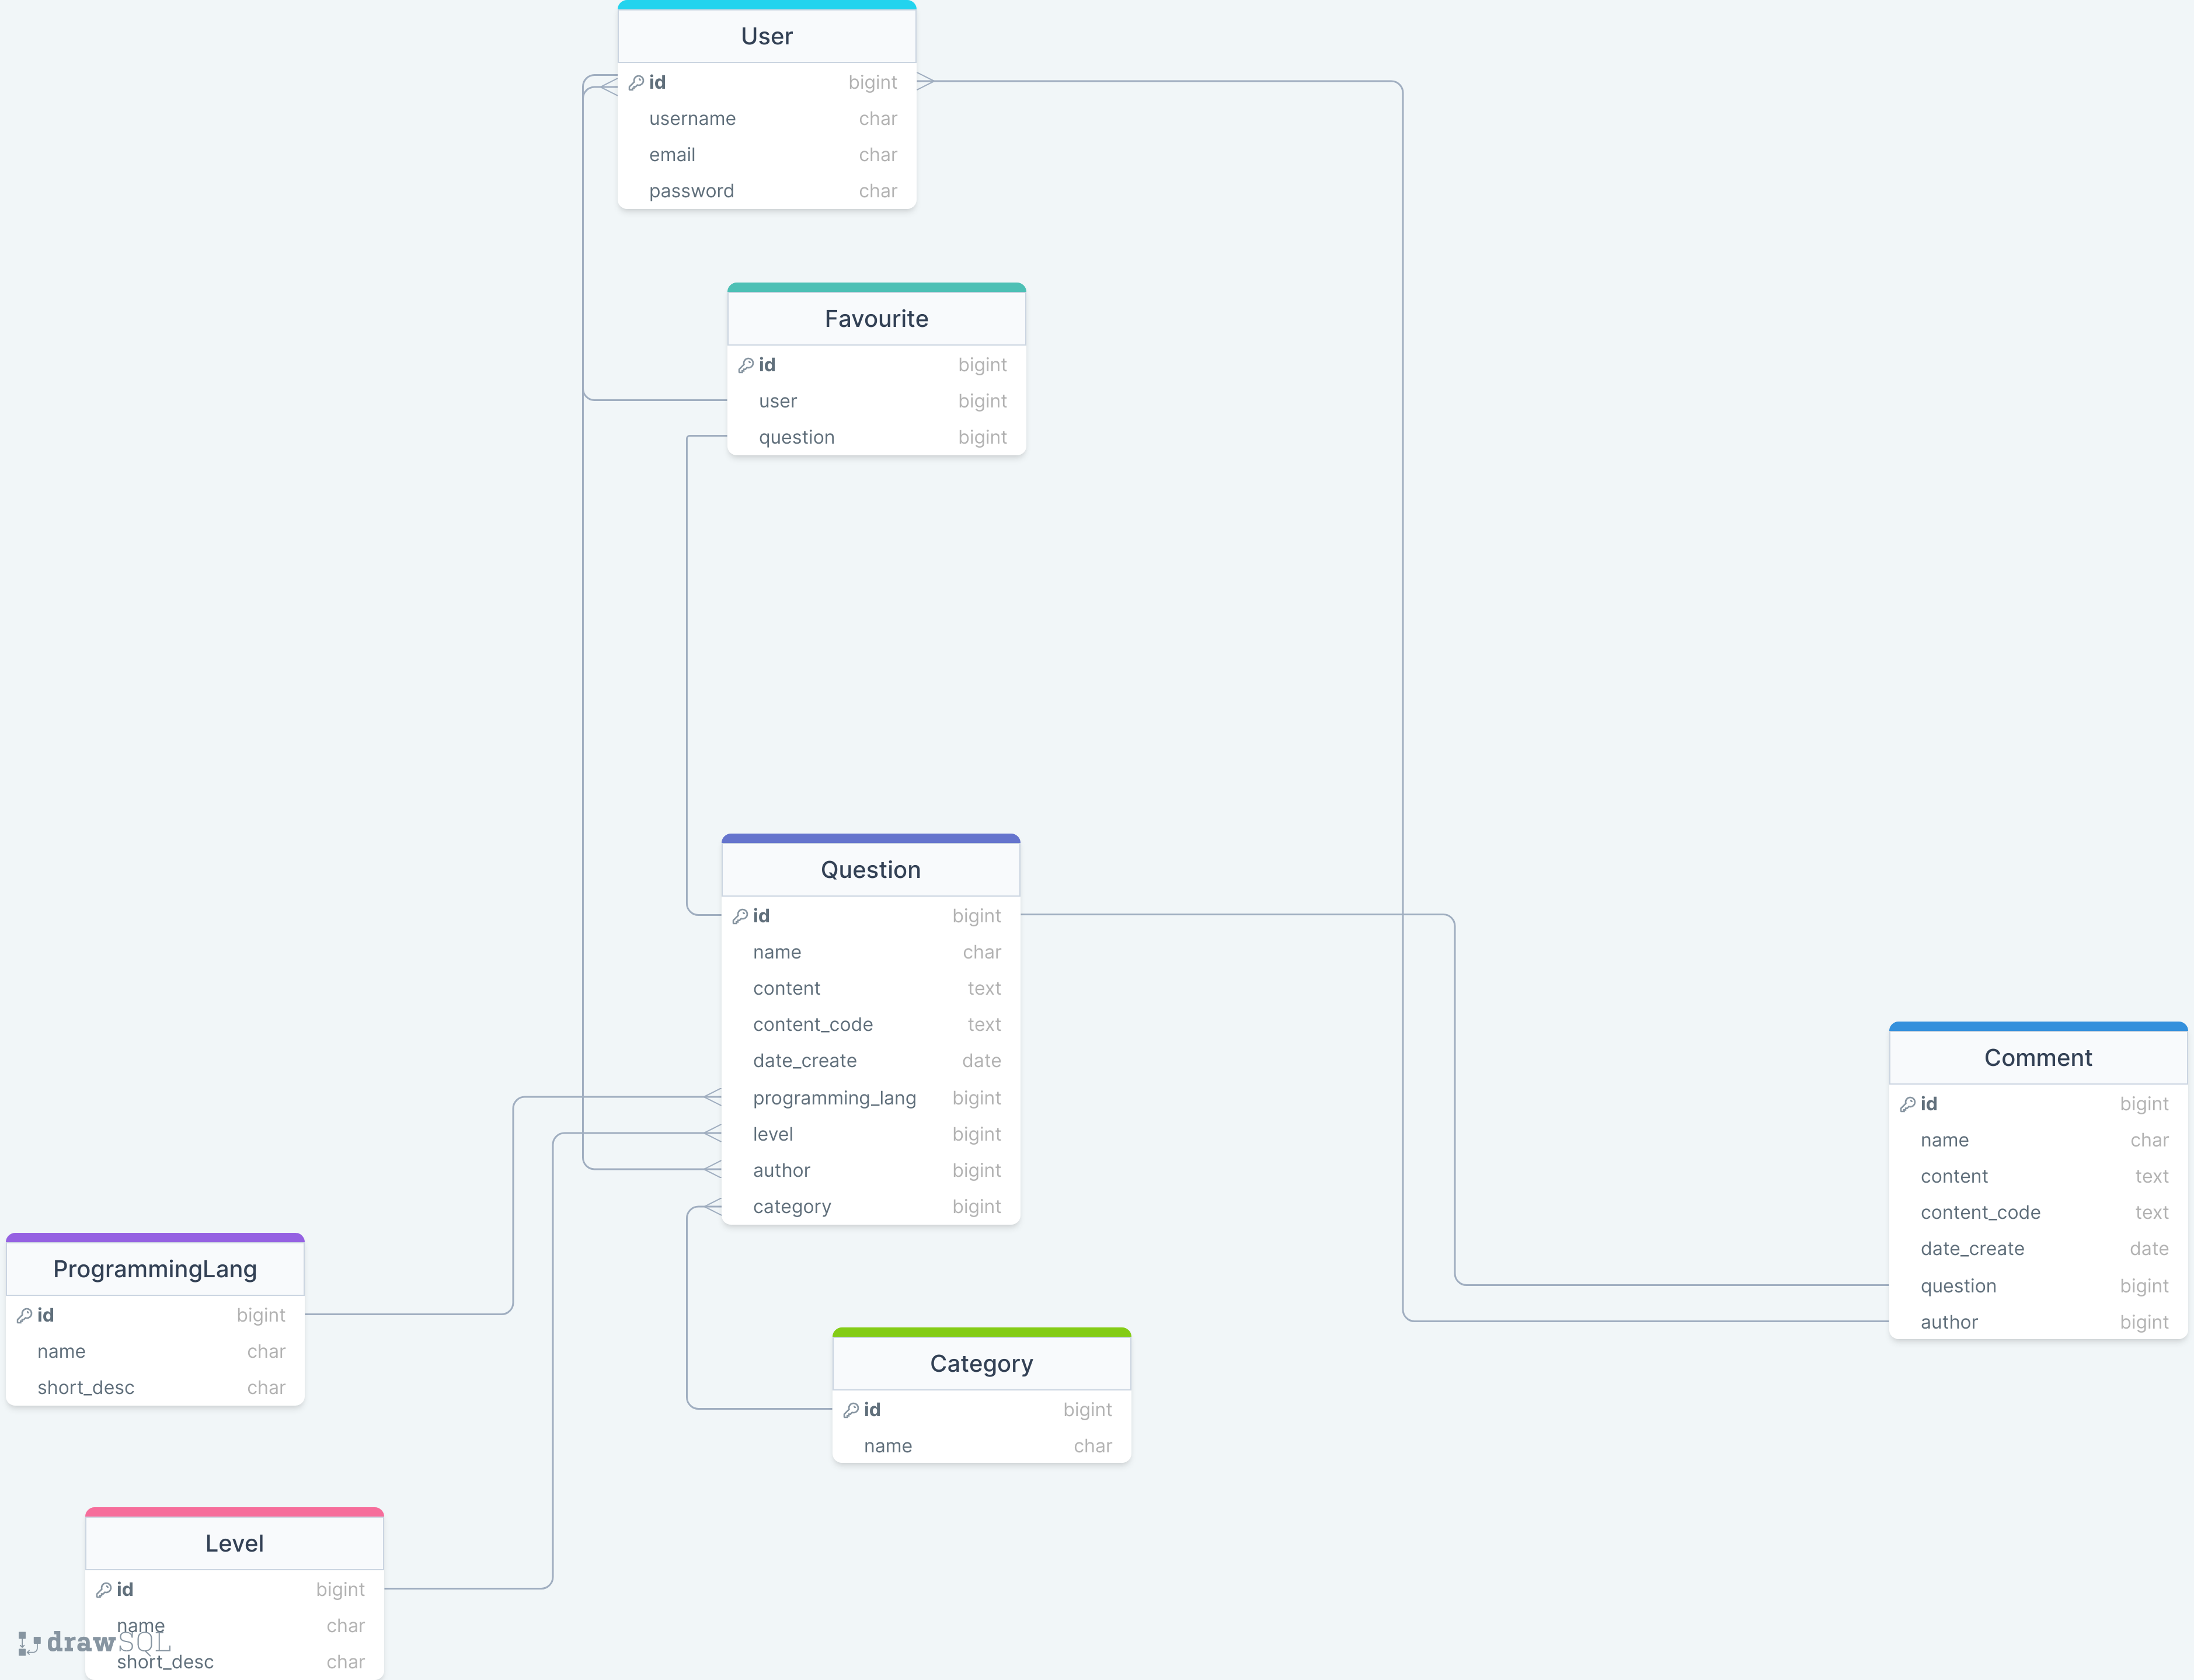 User
id bigint
username char
email char
password char
Favourite
id bigint
user bigint
question bigint
Question
id bigint
name char
content text
content_code text
date_create date
programming_lang bigint
level bigint
author bigint
category bigint
Comment
id bigint
name char
content text
content_code text
date_create date
question bigint
author bigint
ProgrammingLang
id bigint
name char
short_desc char
Category
id bigint
name char
Level
id bigint
name char
short_desc char
drawSQL